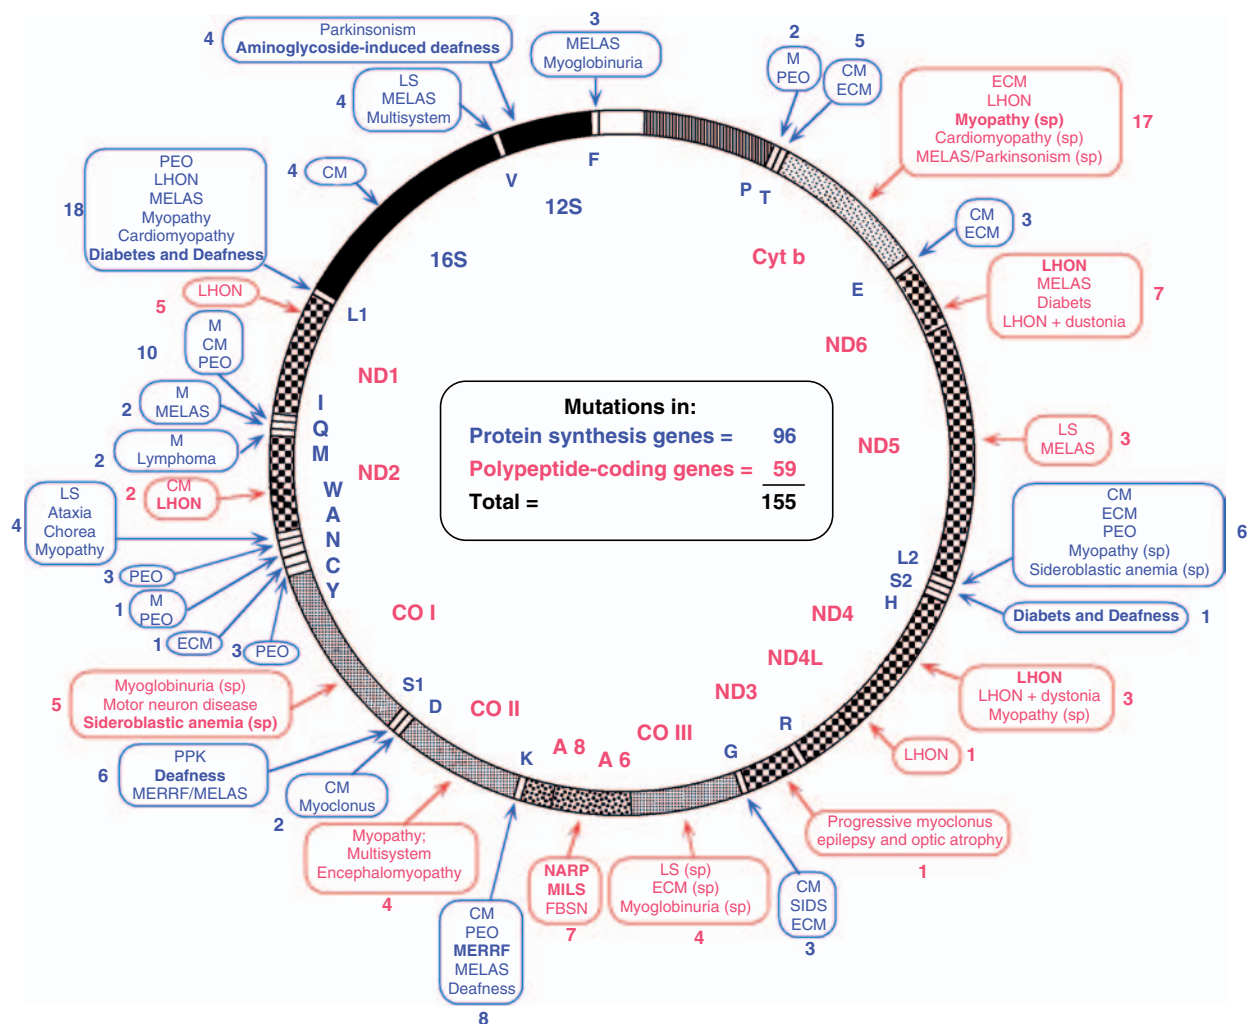 4
Parkinsonism
Aminoglycoside-induced deafness
3
MELAS
Myoglobinuria
2
M
PEO
5
CM
ECM
4
LS
MELAS
Multisystem
ECM
LHON
Myopathy (sp)
Cardiomyopathy (sp)
MELAS/Parkinsonism (sp)
17
4
CM
18
PEO
LHON
MELAS
Myopathy
Cardiomyopathy
Diabetes and Deafness
CM
ECM
3
LHON
MELAS
Diabets
LHON + dustonia
7
5
LHON
10
M
CM
PEO
2
M
MELAS
2
M
Lymphoma
2
CM
LHON
LS
MELAS
3
4
LS
Ataxia
Chorea
Myopathy
CM
ECM
PEO
Myopathy (sp)
Sideroblastic anemia (sp)
6
3
PEO
1
M
PEO
1
ECM
3
PEO
Diabets and Deafness
1
5
Myoglobinuria (sp)
Motor neuron disease
Sideroblastic anemia (sp)
LHON
LHON + dystonia
Myopathy (sp)
3
LHON
1
6
PPK
Deafness
MERRF/MELAS
CM
Myoclonus
2
Myopathy;
Multisystem
Encephalomyopathy
4
CM
PEO
MERRF
MELAS
Deafness
8
NARP
MILS
FBSN
7
LS (sp)
ECM (sp)
Myoglobinuria (sp)
4
CM
SIDS
ECM
3
Progressive myoclonus
epilepsy and optic atrophy
1
F
V
12S
16S
L1
P
T
Cyt b
E
ND6
ND1
I
Q
M
ND2
W
A
N
C
Y
ND5
L2
S2
H
ND4
ND4L
ND3
R
G
CO III
A 6
A 8
K
CO II
D
S1
CO I
Mutations in:
Protein synthesis genes = 96
Polypeptide-coding genes = 59
Total = 155